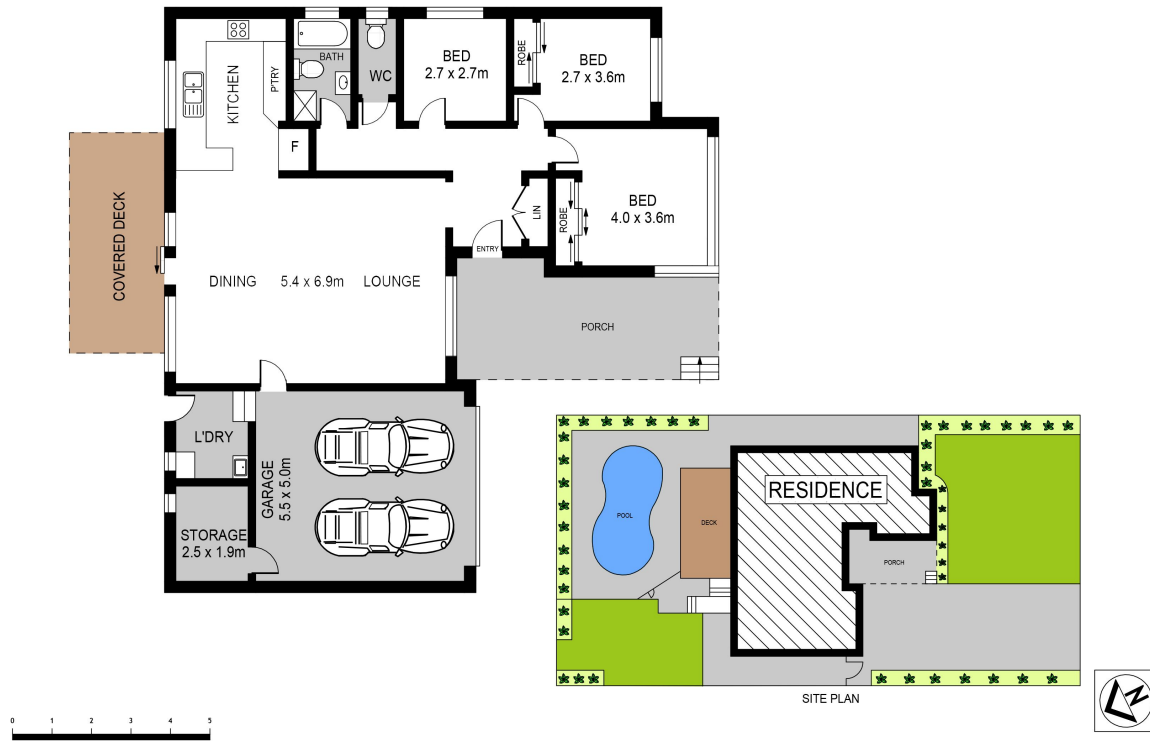 KITCHEN
P'TRY
F
BATH
WC
BED
2.7 x 2.7m
ROBE
BED
2.7 x 3.6m
BED
4.0 x 3.6m
ROBE
LIN
ENTRY
COVERED DECK
DINING 5.4 x 6.9m LOUNGE
PORCH
L'DRY
GARAGE
5.5 x 5.0m
STORAGE
2.5 x 1.9m
RESIDENCE
POOL
DECK
PORCH
SITE PLAN
N
0 1 2 3 4 5